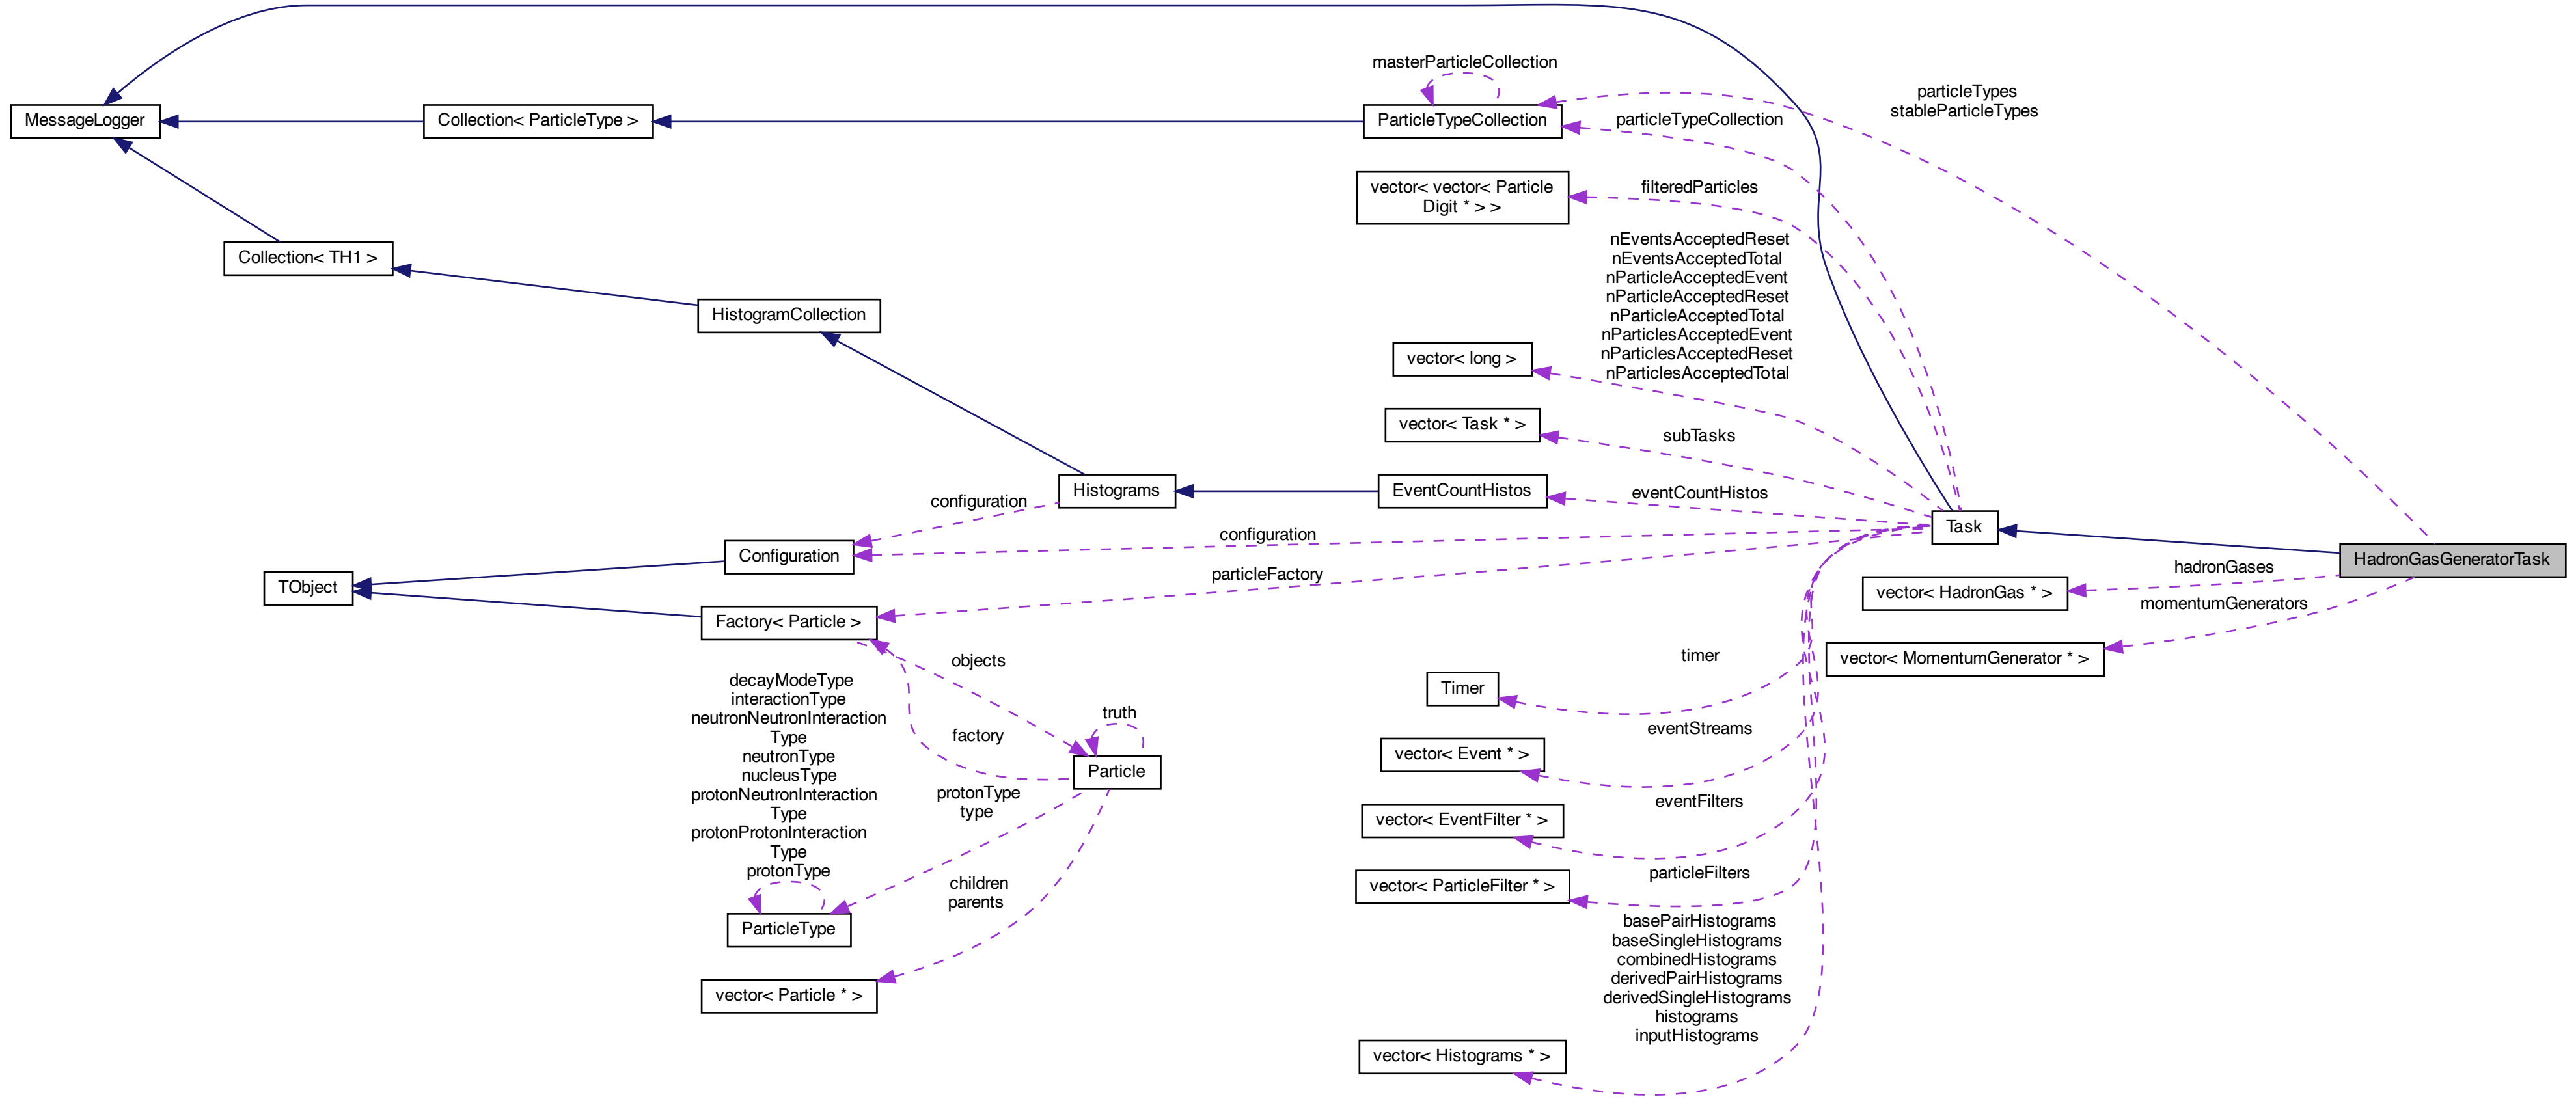 masterParticleCollection
particleTypes
stableParticleTypes
MessageLogger
Collection< ParticleType >
ParticleTypeCollection
particleTypeCollection
vector< vector< Particle
Digit * > >
filteredParticles
Collection< TH1 >
nEventsAcceptedReset
nEventsAcceptedTotal
nParticleAcceptedEvent
nParticleAcceptedReset
nParticleAcceptedTotal
nParticlesAcceptedEvent
nParticlesAcceptedReset
nParticlesAcceptedTotal
HistogramCollection
vector< long >
vector< Task * >
subTasks
Histograms
EventCountHistos
eventCountHistos
configuration
Task
configuration
Configuration
HadronGasGeneratorTask
hadronGases
particleFactory
TObject
vector< HadronGas * >
momentumGenerators
Factory< Particle >
objects
timer
vector< MomentumGenerator * >
decayModeType
interactionType
neutronNeutronInteraction
Type
neutronType
nucleusType
protonNeutronInteraction
Type
protonProtonInteraction
Type
protonType
Timer
truth
factory
eventStreams
vector< Event * >
Particle
protonType
type
eventFilters
vector< EventFilter * >
particleFilters
vector< ParticleFilter * >
children
parents
ParticleType
basePairHistograms
baseSingleHistograms
combinedHistograms
derivedPairHistograms
derivedSingleHistograms
histograms
inputHistograms
vector< Particle * >
vector< Histograms * >